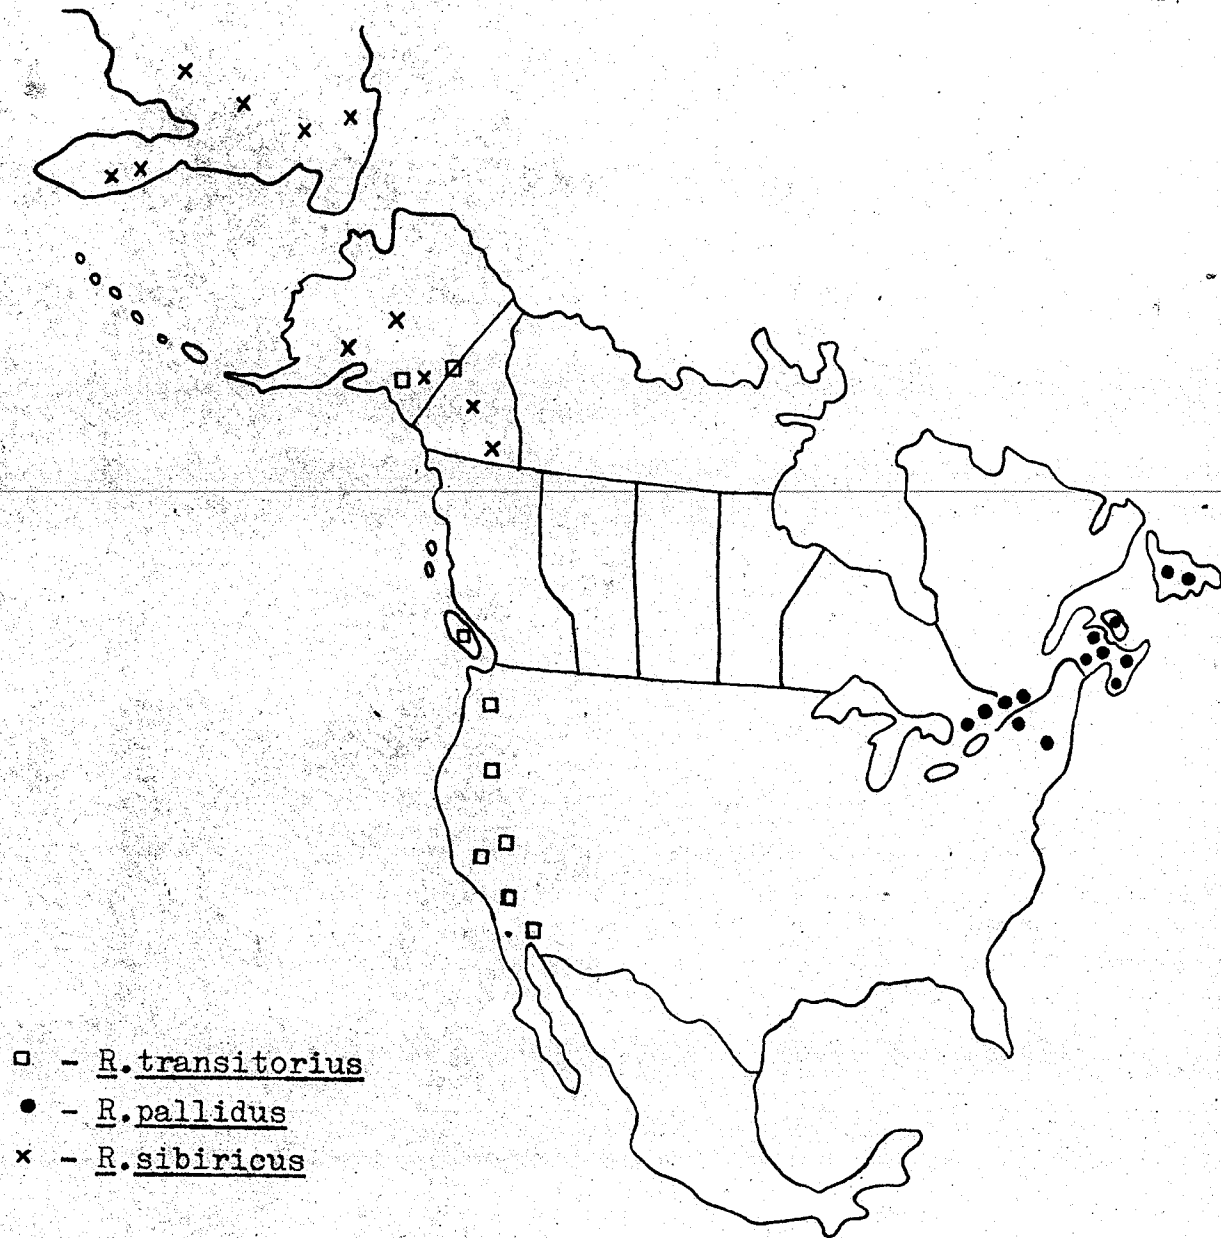 □ - R.transitorius
● - R.pallidus
x - R.sibiricus